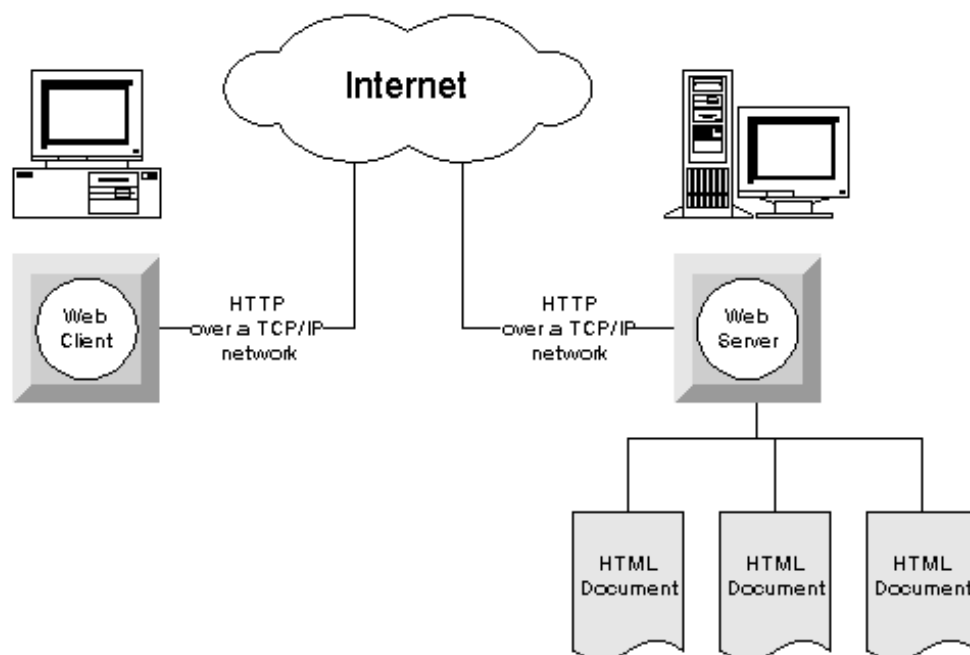 Internet
Web
Client
HTTP
over a TCP/IP
network
HTTP
over a TCP/IP
network
Web
Server
HTML
Document
HTML
Document
HTML
Document